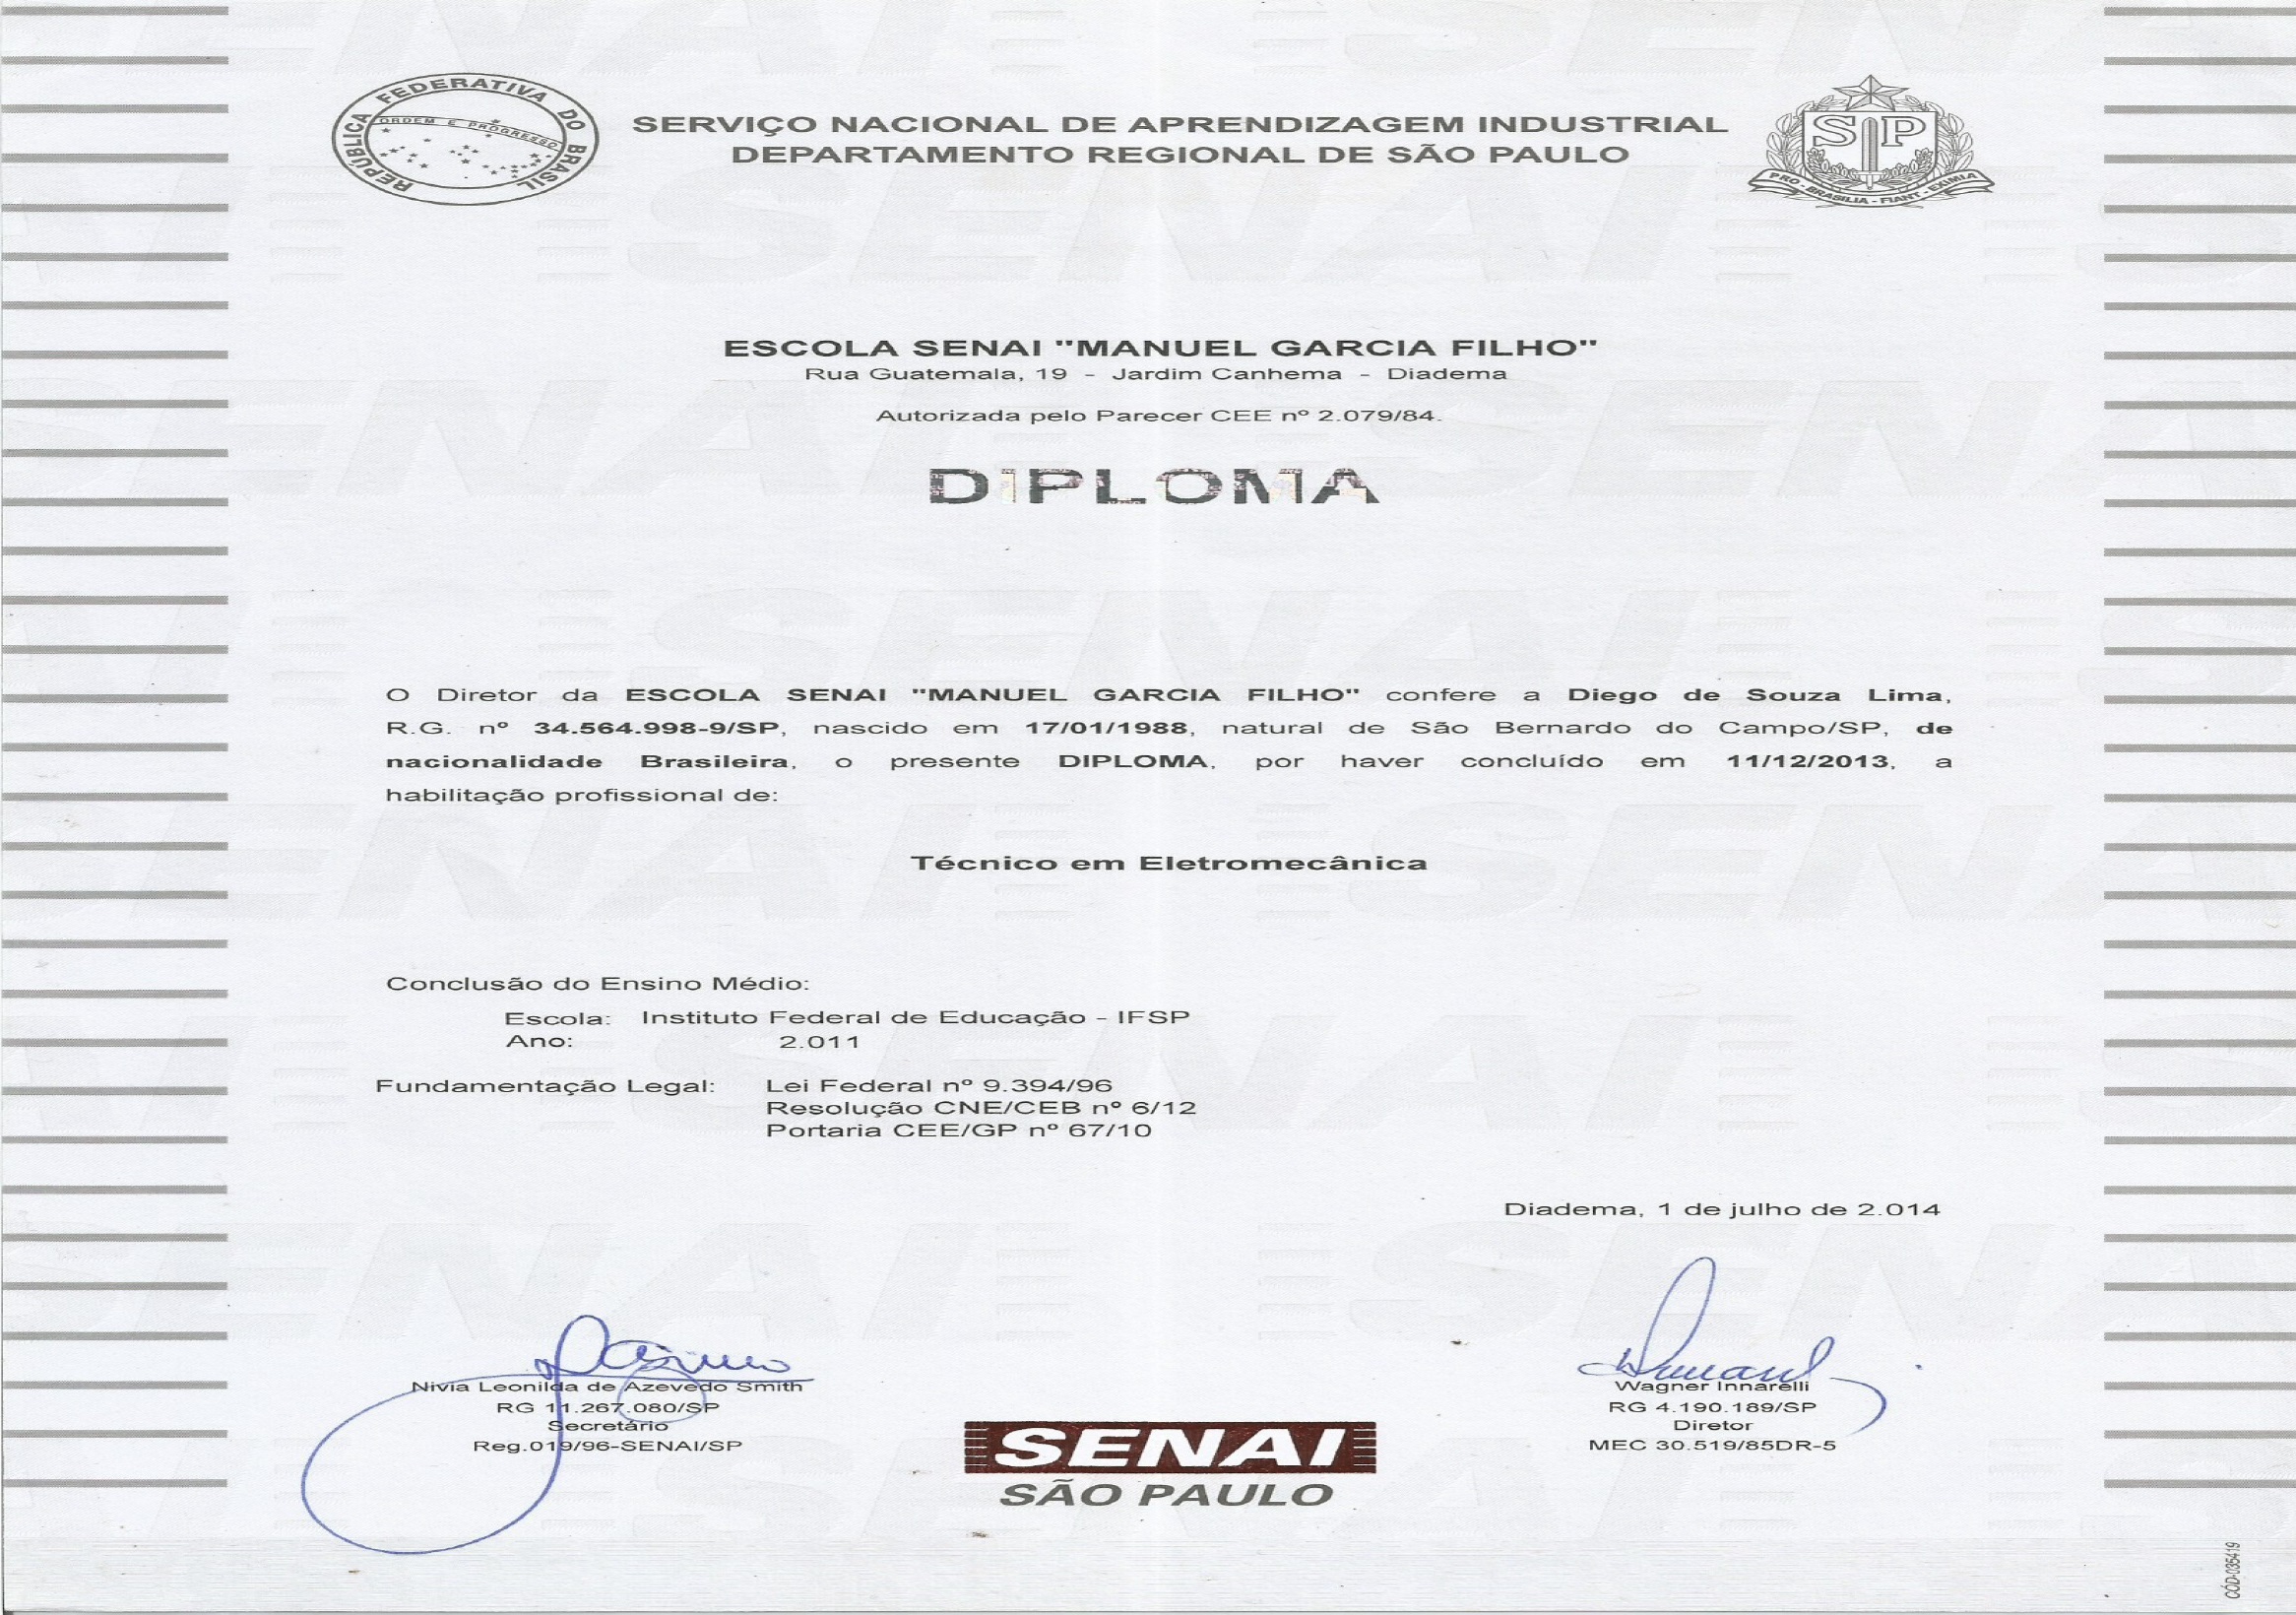 REPÚBLICA FEDERATIVA DO BRASIL
ORDEM E PROGRESSO
SERVIÇO NACIONAL DE APRENDIZAGEM INDUSTRIAL
DEPARTAMENTO REGIONAL DE SÃO PAULO
SP
PRO - BRASILIA - FIANT - EXIMIA
ESCOLA SENAI "MANUEL GARCIA FILHO"
Rua Guatemala, 19 - Jardim Canhema - Diadema
Autorizada pelo Parecer CEE nº 2.079/84.
DIPLOMA
O Diretor da ESCOLA SENAI "MANUEL GARCIA FILHO" confere a Diego de Souza Lima,
R.G. nº 34.564.998-9/SP, nascido em 17/01/1988, natural de São Bernardo do Campo/SP, de
nacionalidade Brasileira, o presente DIPLOMA, por haver concluído em 11/12/2013, a
habilitação profissional de:
Técnico em Eletromecânica
Conclusão do Ensino Médio:
Escola: Instituto Federal de Educação - IFSP
Ano: 2.011
Fundamentação Legal: Lei Federal nº 9.394/96
Resolução CNE/CEB nº 6/12
Portaria CEE/GP nº 67/10
Diadema, 1 de julho de 2.014
Nivia Leonilda de Azevedo Smith
RG 11.267.080/SP
Secretário
Reg.019/96-SENAI/SP
Wagner Innarelli
RG 4.190.189/SP
Diretor
MEC 30.519/85DR-5
SENAI
SÃO PAULO
CÓD-035419